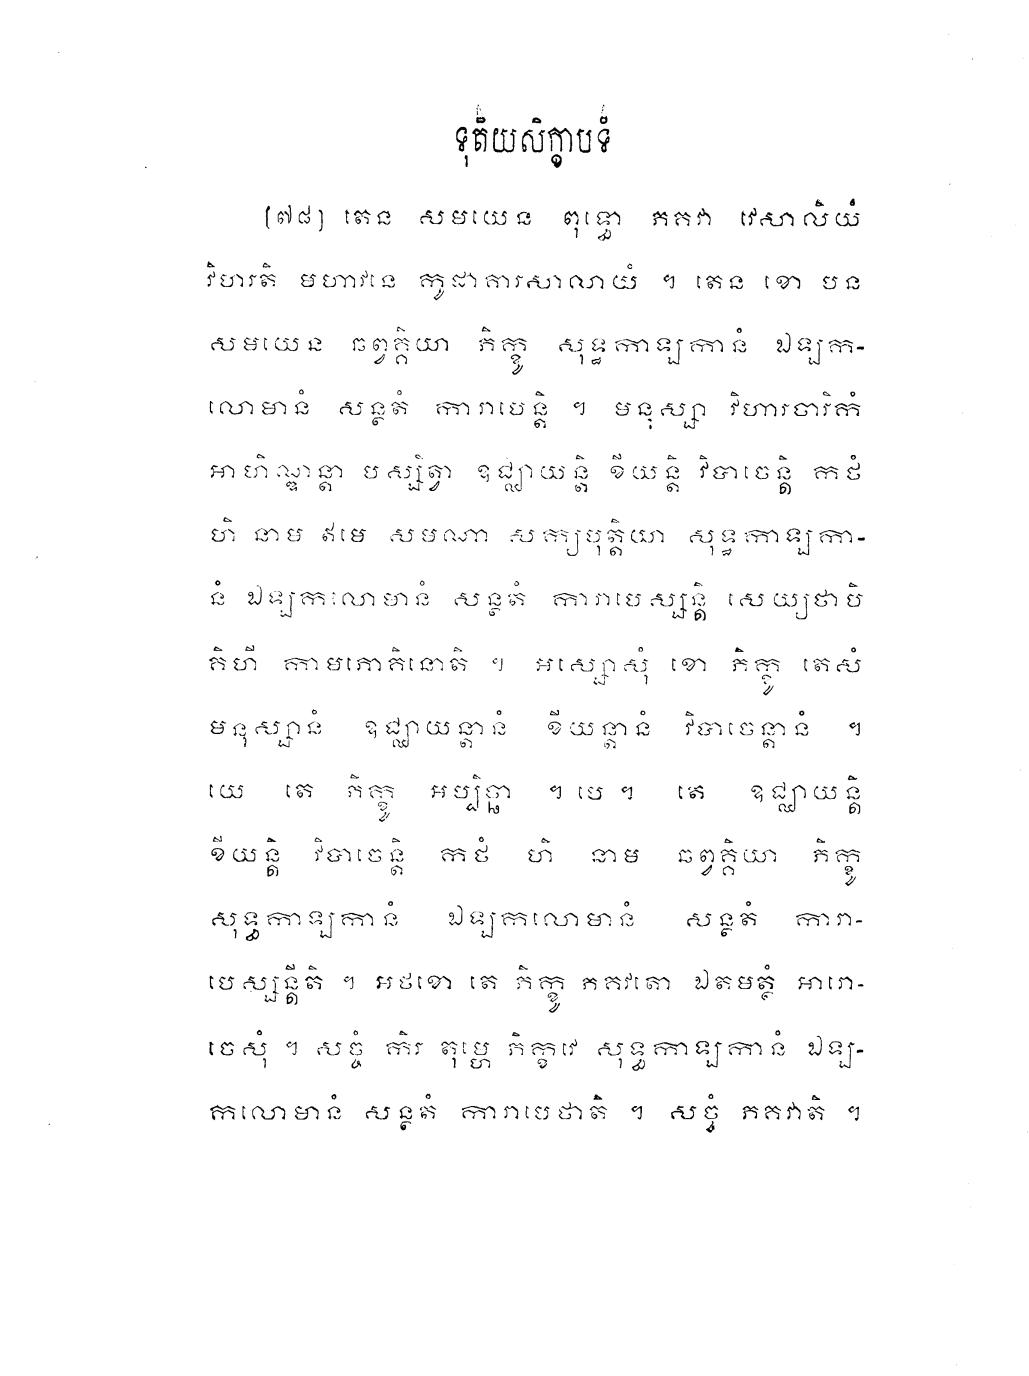 ទុតិយសិក្ខាបទំ
[៧៨] តេន សមយេន ពុទ្ធោ ភគវា វេសាលិយំ
វិហរតិ មហាវនេ កូដាគារសាលាយំ ។ តេន ខោ បន
សមយេន ឆព្វគ្គិយា ភិក្ខូ សុទ្ធកាឡកានំ ឯឡក-
លោមានំ សន្ថតំ ការាបេន្តិ ។ មនុស្សា វិហារចារិកំ
អាហិណ្ឌន្តា បស្សិត្វា ឧជ្ឈាយន្តិ ខីយន្តិ វិបាចេន្តិ កថំ
ហិ នាម ឥមេ សមណា សក្យបុត្តិយា សុទ្ធកាឡកា-
នំ ឯឡកលោមានំ សន្ថតំ ការាបេស្សន្តិ សេយ្យថាបិ
គិហី កាមភោគិនោតិ ។ អស្សោសុំ ខោ ភិក្ខូ តេសំ
មនុស្សានំ ឧជ្ឈាយន្តានំ ខីយន្តានំ វិបាចេន្តានំ ។
យេ តេ ភិក្ខូ អប្បិច្ឆា ។ បេ ។ តេ ឧជ្ឈាយន្តិ
ខីយន្តិ វិបាចេន្តិ កថំ ហិ នាម ឆព្វគ្គិយា ភិក្ខូ
សុទ្ធកាឡកានំ ឯឡកលោមានំ សន្ថតំ ការា-
បេស្សន្តីតិ ។ អថខោ តេ ភិក្ខូ ភគវតោ ឯតមត្ថំ អារោ-
ចេសុំ ។ សច្ចំ កិរ តុម្ហេ ភិក្ខវេ សុទ្ធកាឡកានំ ឯឡ-
កលោមានំ សន្ថតំ ការាបេថាតិ ។ សច្ចំ ភគវាតិ ។